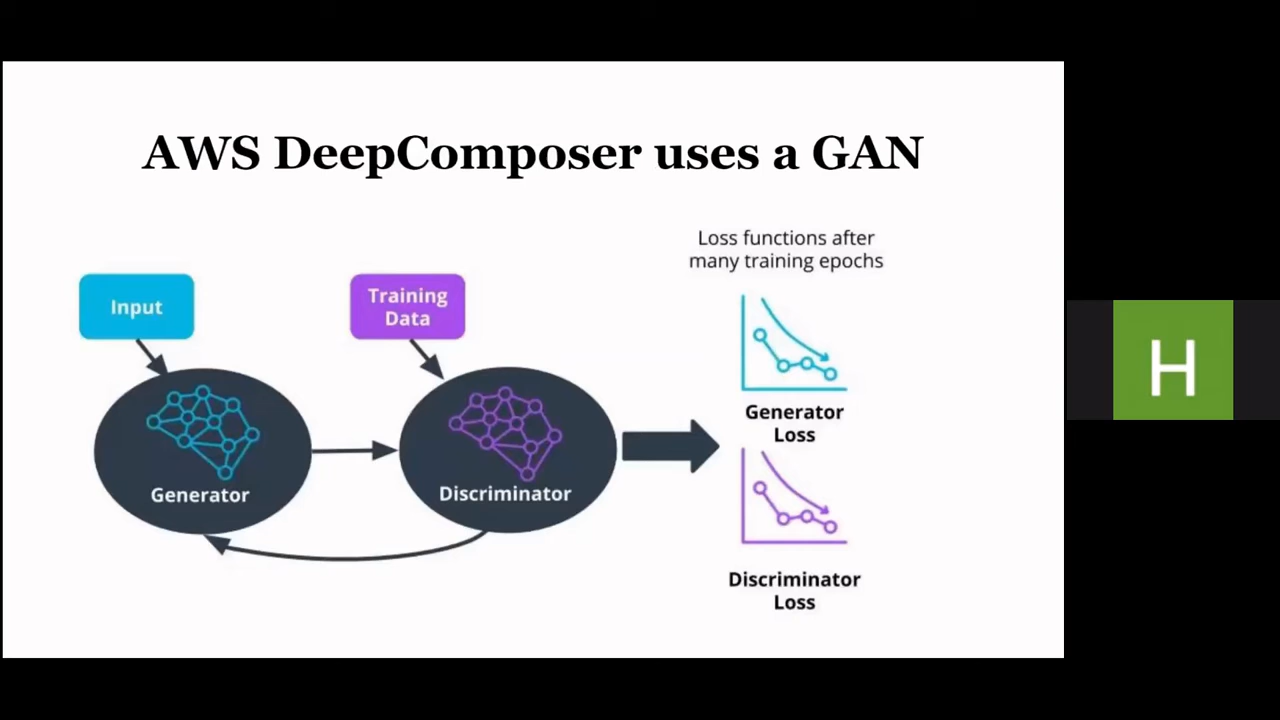 AWS DeepComposer uses a GAN
Loss functions after
many training epochs
Input
Training
Data
Generator
Discriminator
Generator
Loss
Discriminator
Loss
H